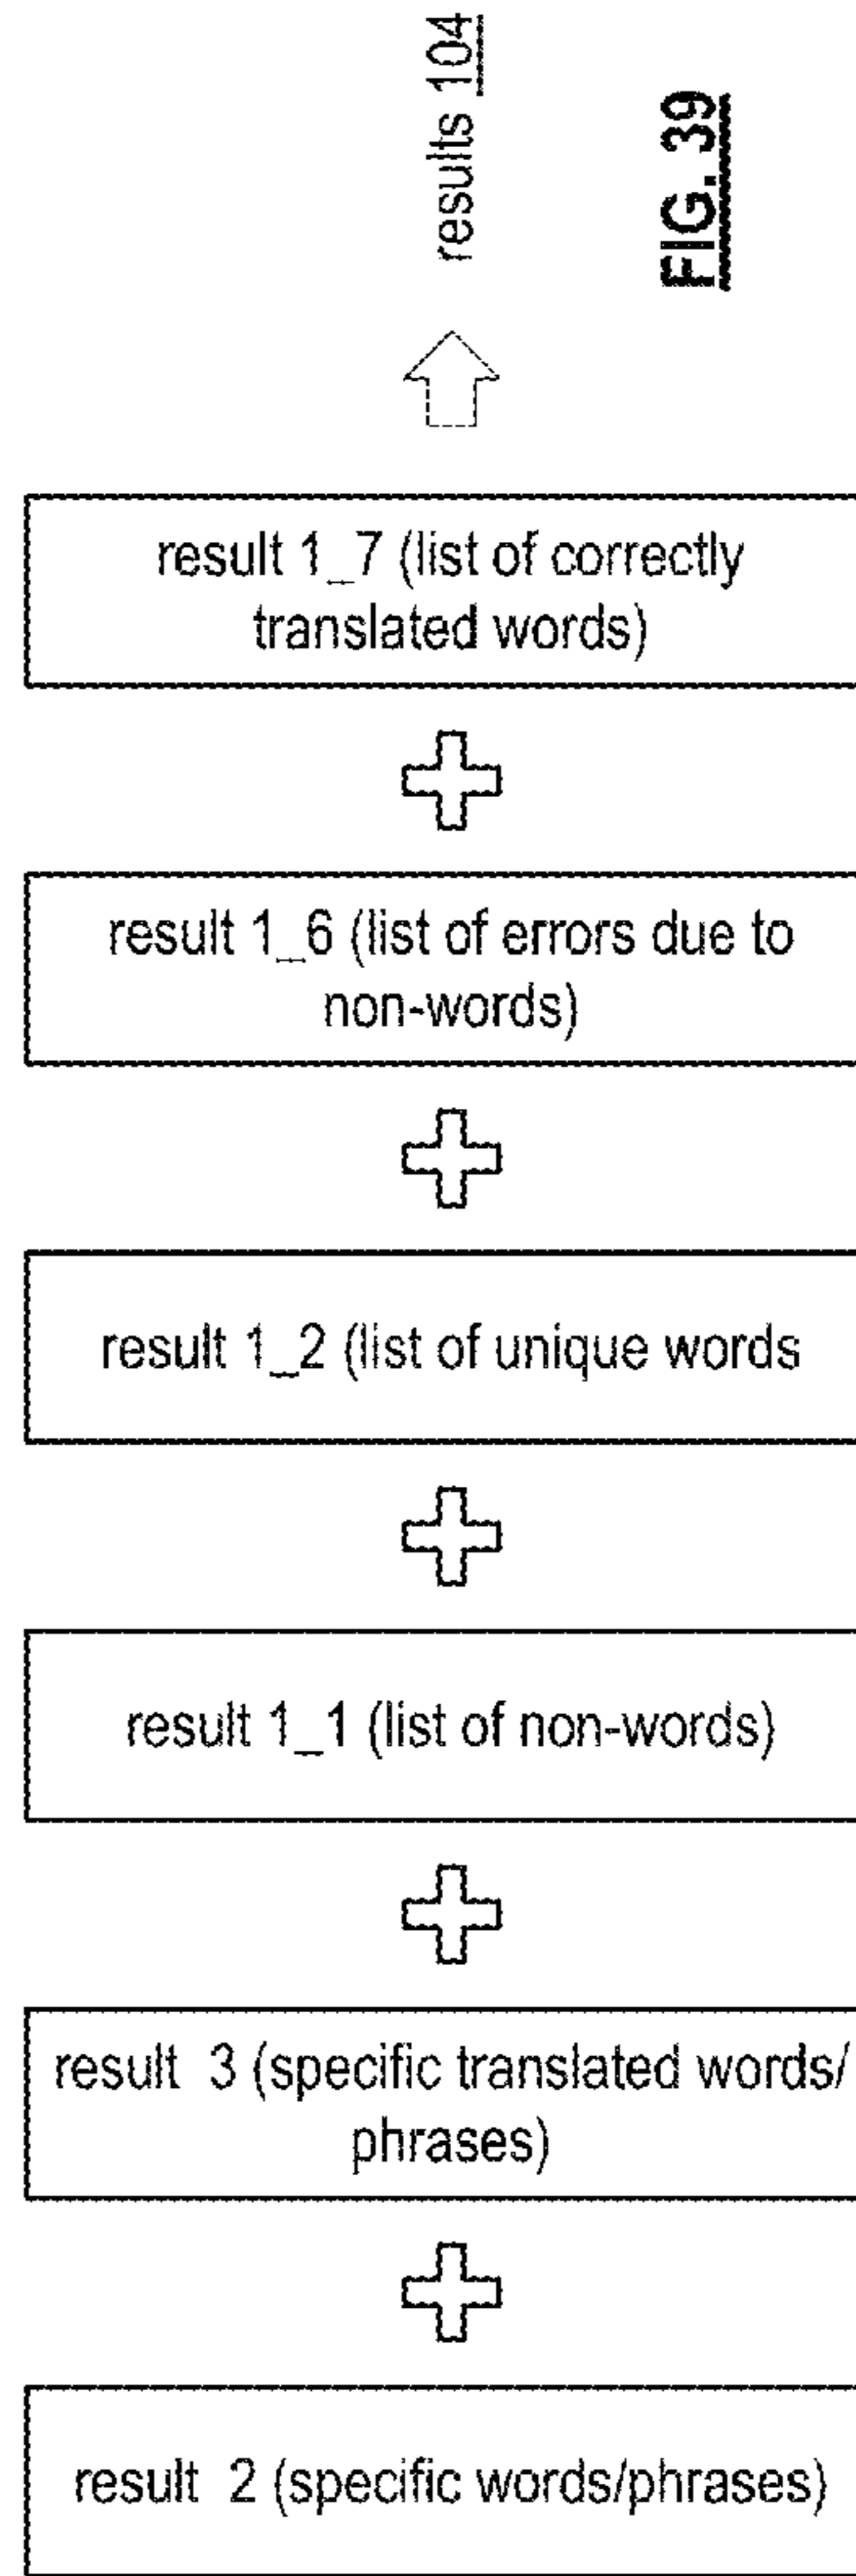 results 104
FIG. 39
result 1_7 (list of correctly
translated words)
result 1_6 (list of errors due to
non-words)
result 1_2 (list of unique words
result 1_1 (list of non-words)
result 3 (specific translated words/
phrases)
result 2 (specific words/phrases)